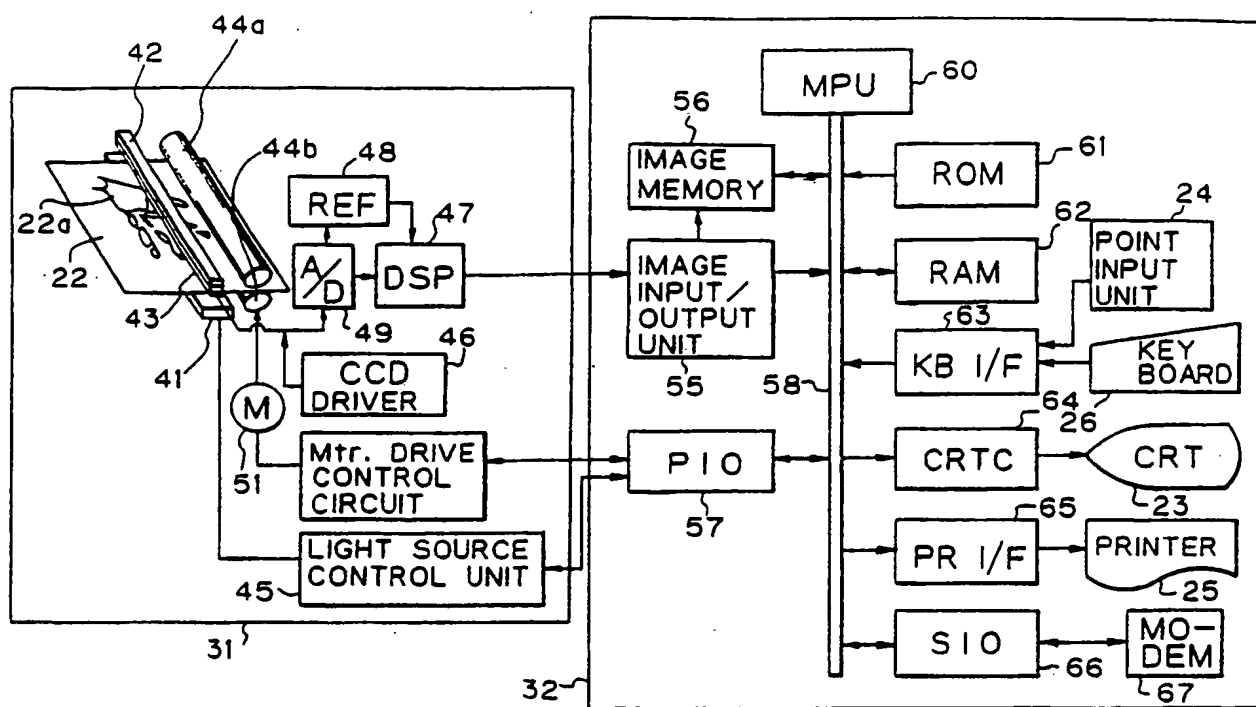 44a
42
44b
48
REF
47
22a
22
A/D
DSP
43
49
41
46
CCD
DRIVER
M
51
Mtr. DRIVE
CONTROL
CIRCUIT
LIGHT SOURCE
CONTROL UNIT
45
31
MPU
60
56
IMAGE
MEMORY
ROM
61
IMAGE
INPUT/
OUTPUT
UNIT
55
62
RAM
24
POINT
INPUT
UNIT
63
KB I/F
KEY
BOARD
26
58
64
PIO
57
CRTC
CRT
23
65
PR I/F
PRINTER
25
SIO
66
MO-
DEM
67
32